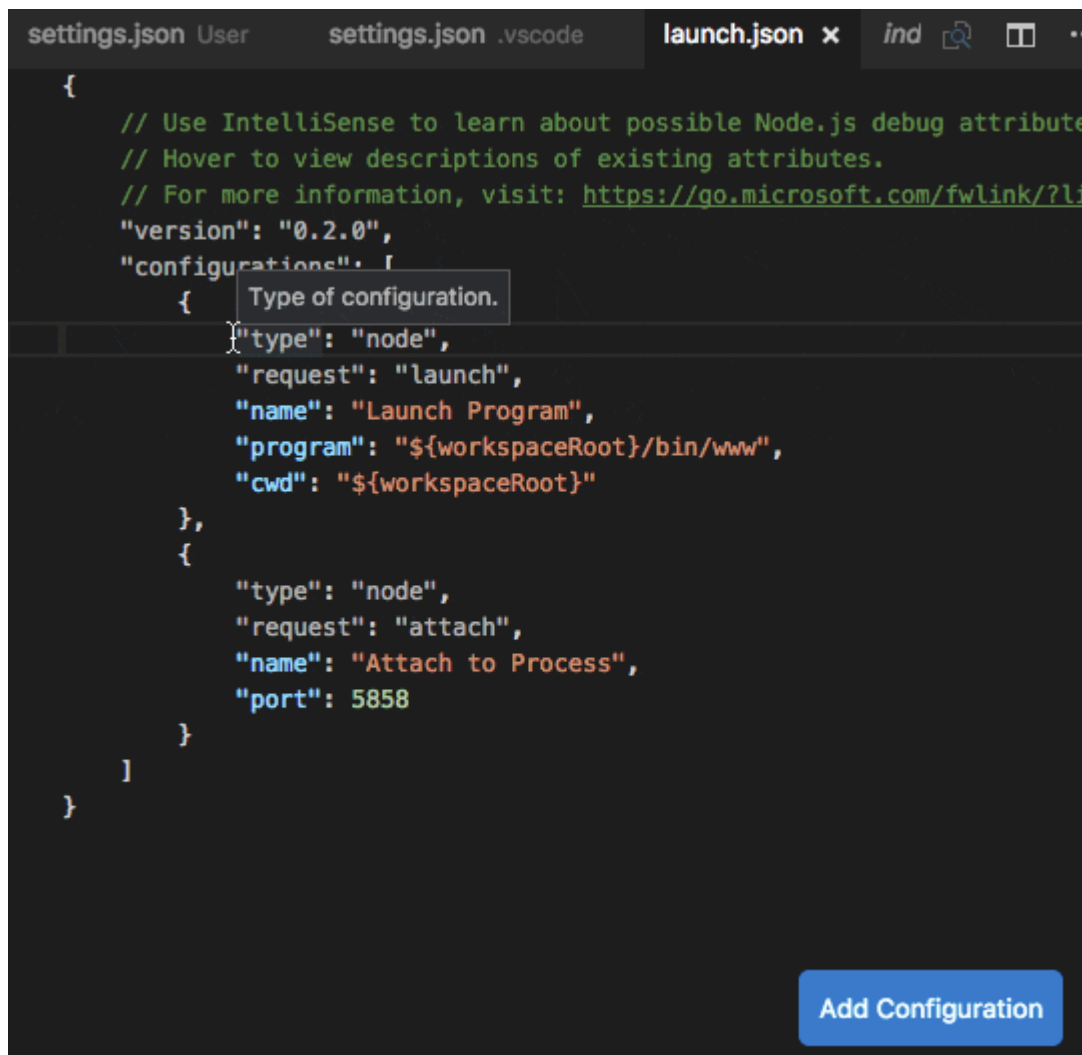 settings.json User settings.json .vscode launch.json × ind
{
// Use IntelliSense to learn about possible Node.js debug
// Hover to view descriptions of existing attributes.
// For more information, visit: https://go.microsoft.com/fwlink/?li
"version": "0.2.0",
"configurations": [
{
Type of configuration.
"type": "node",
"request": "launch",
"name": "Launch Program",
"program": "${workspaceRoot}/bin/www",
"cwd": "${workspaceRoot}"
},
{
"type": "node",
"request": "attach",
"name": "Attach to Process",
"port": 5858
}
]
}
Add Configuration